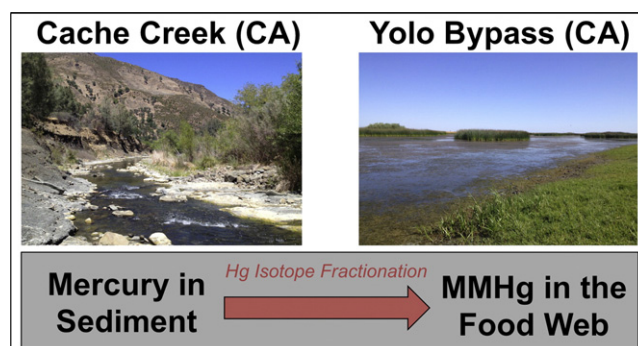 Cache Creek (CA)
Yolo Bypass (CA)
Mercury in
Sediment
Hg Isotope Fractionation
MMHg in the
Food Web